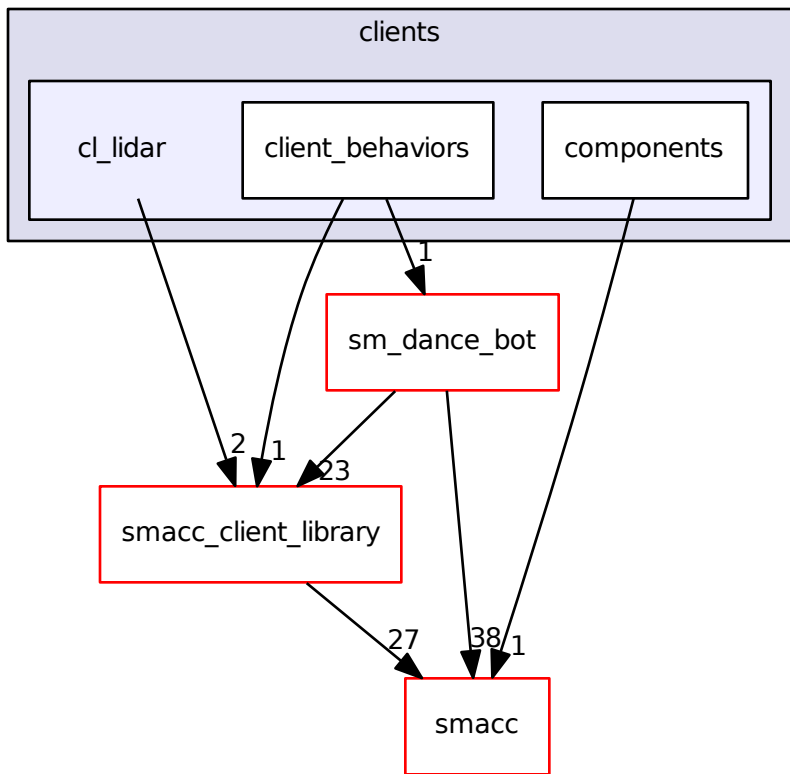 clients
cl_lidar
client_behaviors
components
1
sm_dance_bot
2
1
23
smacc_client_library
27
38
1
smacc